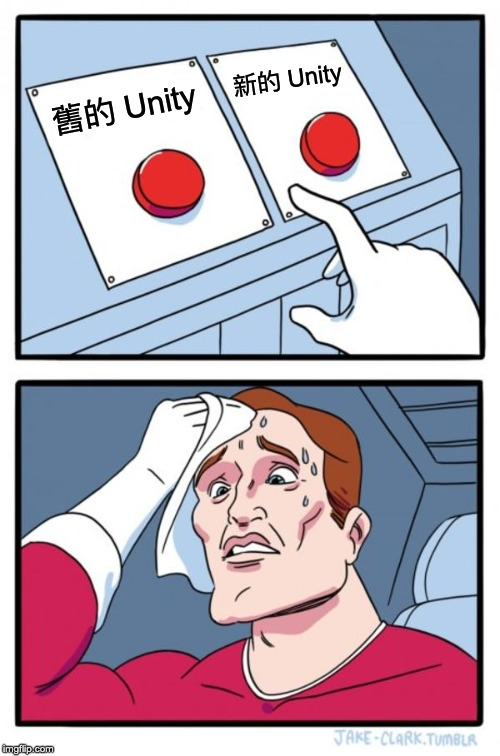 舊的 Unity
新的 Unity
JAKE-CLARK.TUMBLR
imgflip.com